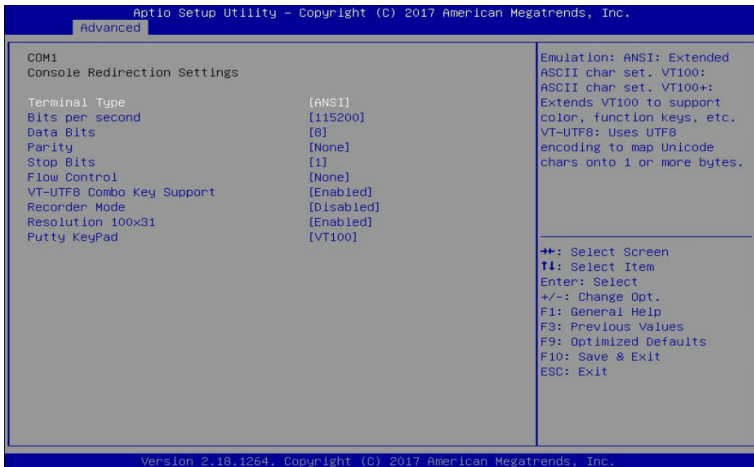 Aptio Setup Utility - Copyright (C) 2017 American Megatrends, Inc.
Advanced
COM1
Console Redirection Settings
Terminal Type [ANSI]
Bits per second [115200]
Data Bits [8]
Parity [None]
Stop Bits [1]
Flow Control [None]
VT-UTF8 Combo Key Support [Enabled]
Recorder Mode [Disabled]
Resolution 100x31 [Enabled]
Putty KeyPad [VT100]
Emulation: ANSI: Extended
ASCII char set. VT100:
ASCII char set. VT100+:
Extends VT100 to support
color, function keys, etc.
VT-UTF8: Uses UTF8
encoding to map Unicode
chars onto 1 or more bytes.
→←: Select Screen
↑↓: Select Item
Enter: Select
+/-: Change Opt.
F1: General Help
F3: Previous Values
F9: Optimized Defaults
F10: Save & Exit
ESC: Exit
Version 2.18.1264. Copyright (C) 2017 American Megatrends, Inc.